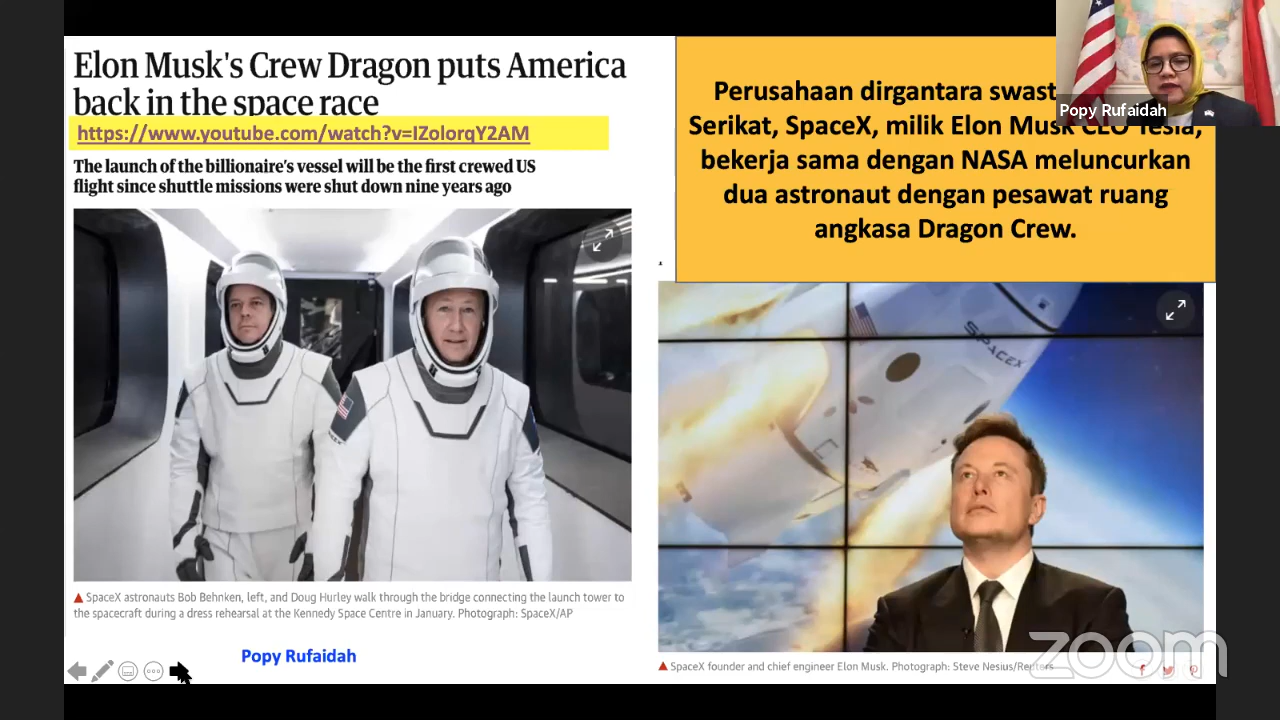 Elon Musk's Crew Dragon puts America
back in the space race
https://www.youtube.com/watch?v=IZolorqY2AM
The launch of the billionaire's vessel will be the first crewed US
flight since shuttle missions were shut down nine years ago
SpaceX astronauts Bob Behnken, left, and Doug Hurley walk through the bridge connecting the launch tower to
the spacecraft during a dress rehearsal at the Kennedy Space Centre in January. Photograph: SpaceX/AP
Popy Rufaidah
Perusahaan dirgantara
Serikat, SpaceX, milik Elon Musk CEO Tesla,
bekerja sama dengan NASA meluncurkan
dua astronaut dengan pesawat ruang
angkasa Dragon Crew.
Popy Rufaidah
SPACEX
SpaceX founder and chief engineer Elon Musk. Photograph: Steve Nesius/Reuters
zoom